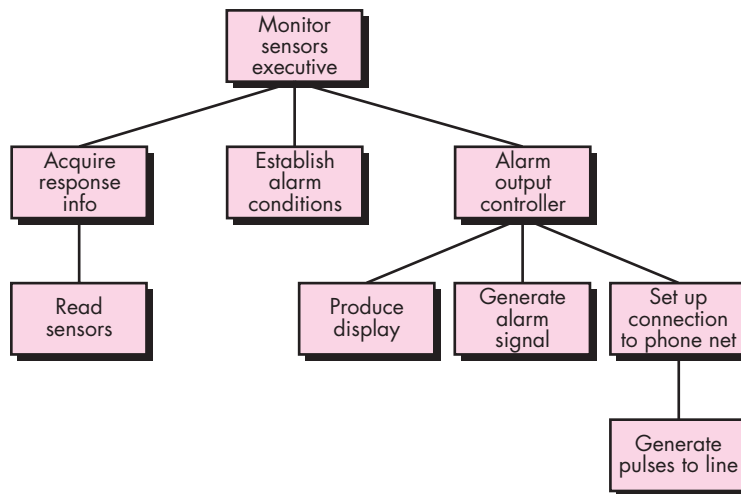 Monitor
sensors
executive
Acquire
response
info
Establish
alarm
conditions
Alarm
output
controller
Read
sensors
Produce
display
Generate
alarm
signal
Set up
connection
to phone net
Generate
pulses to line